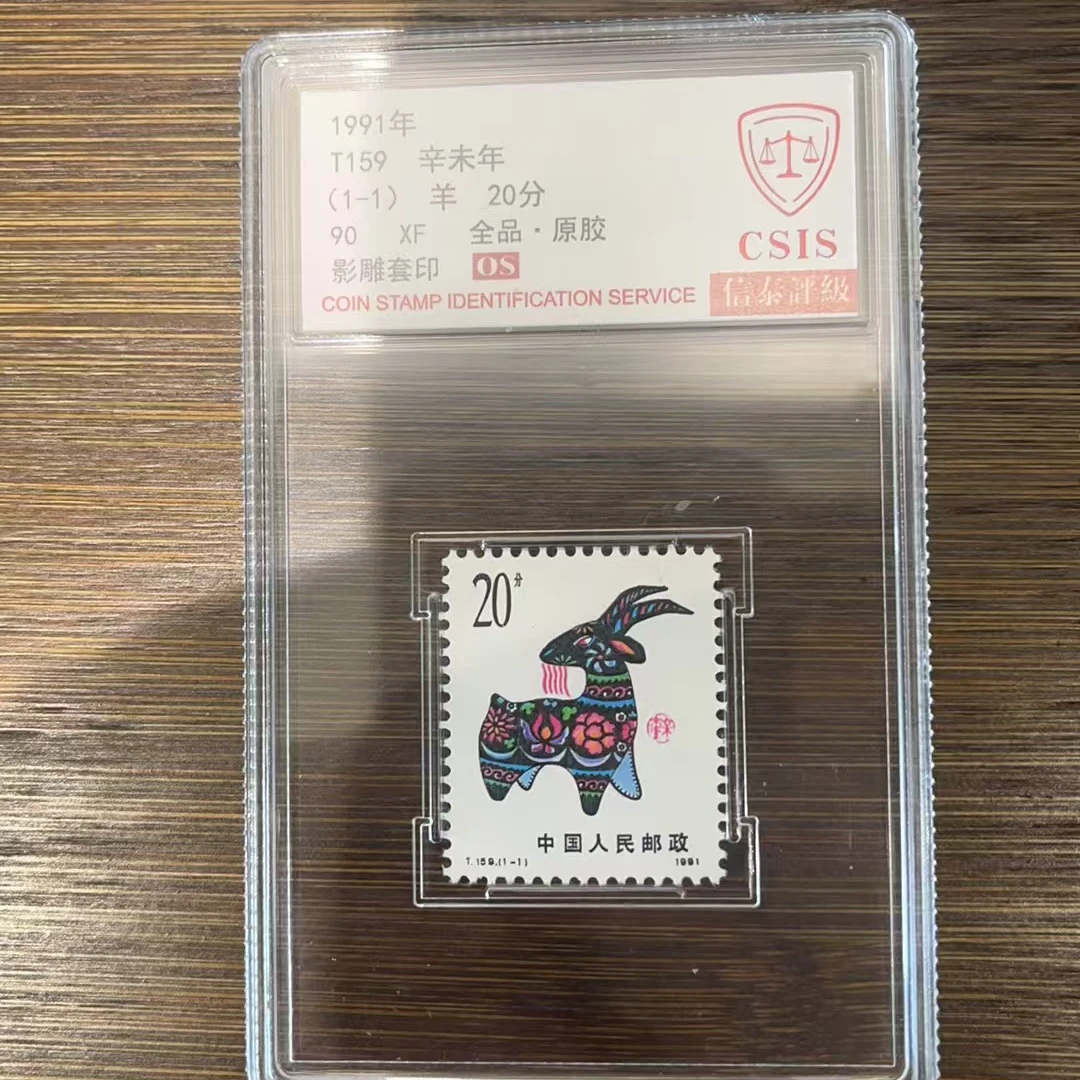 1991年
T159 辛未年
(1-1) 羊 20分
90 XF 全品·原胶
影雕套印 OS
COIN STAMP IDENTIFICATION SERVICE
CSIS
信泰評級
20分
中国人民邮政
T.159.(1-1) 1991